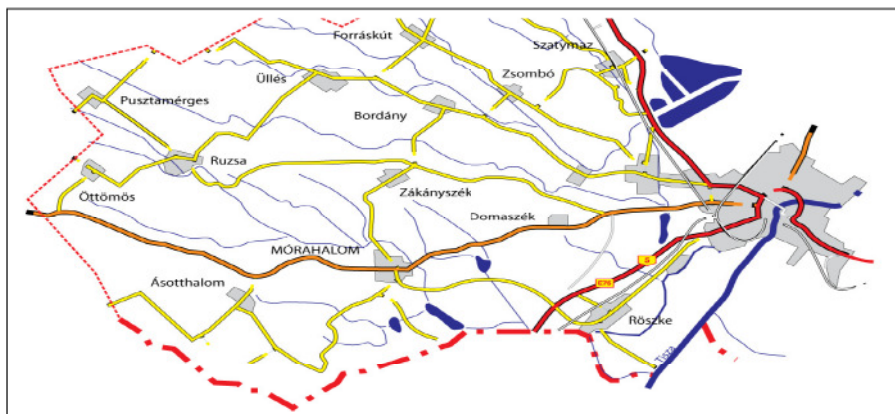 Forráskút
Szatymaz
Üllés
Zsombó
Pusztamérges
Bordány
Ruzsa
Öttömös
Zákányszék
Domaszék
MÓRAHALOM
5
E75
Ásotthalom
Röszke
Tisza